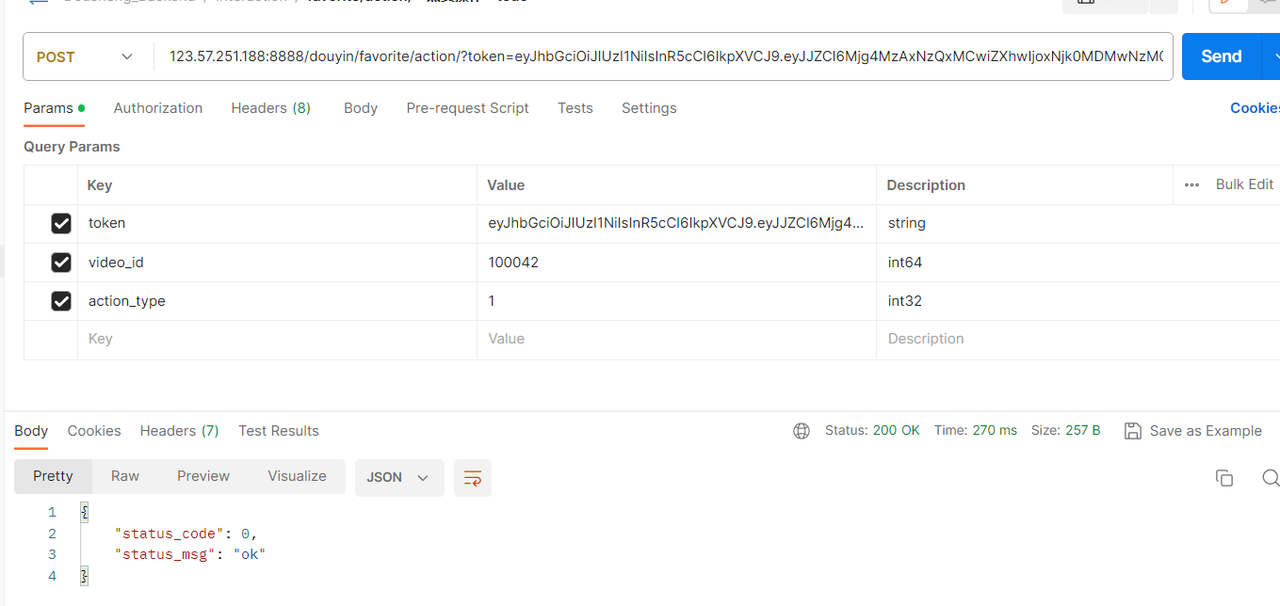 POST 123.57.251.188:8888/douyin/favorite/action/?token=eyJhbGciOiJIUzI1NiIsInR5cCI6IkpXVCJ9.eyJJZCI6Mjg4MzAxNzQxMCwiZXhwIjoxNjk0MDMwNzM0 Send
Params Authorization Headers (8) Body Pre-request Script Tests Settings Cookies
Query Params
Key Value Description ••• Bulk Edit
token eyJhbGciOiJIUzI1NiIsInR5cCI6IkpXVCJ9.eyJJZCI6Mjg4... string
video_id 100042 int64
action_type 1 int32
Key Value Description
Body Cookies Headers (7) Test Results Status: 200 OK Time: 270 ms Size: 257 B Save as Example
Pretty Raw Preview Visualize JSON
1 {
2 "status_code": 0,
3 "status_msg": "ok"
4 }